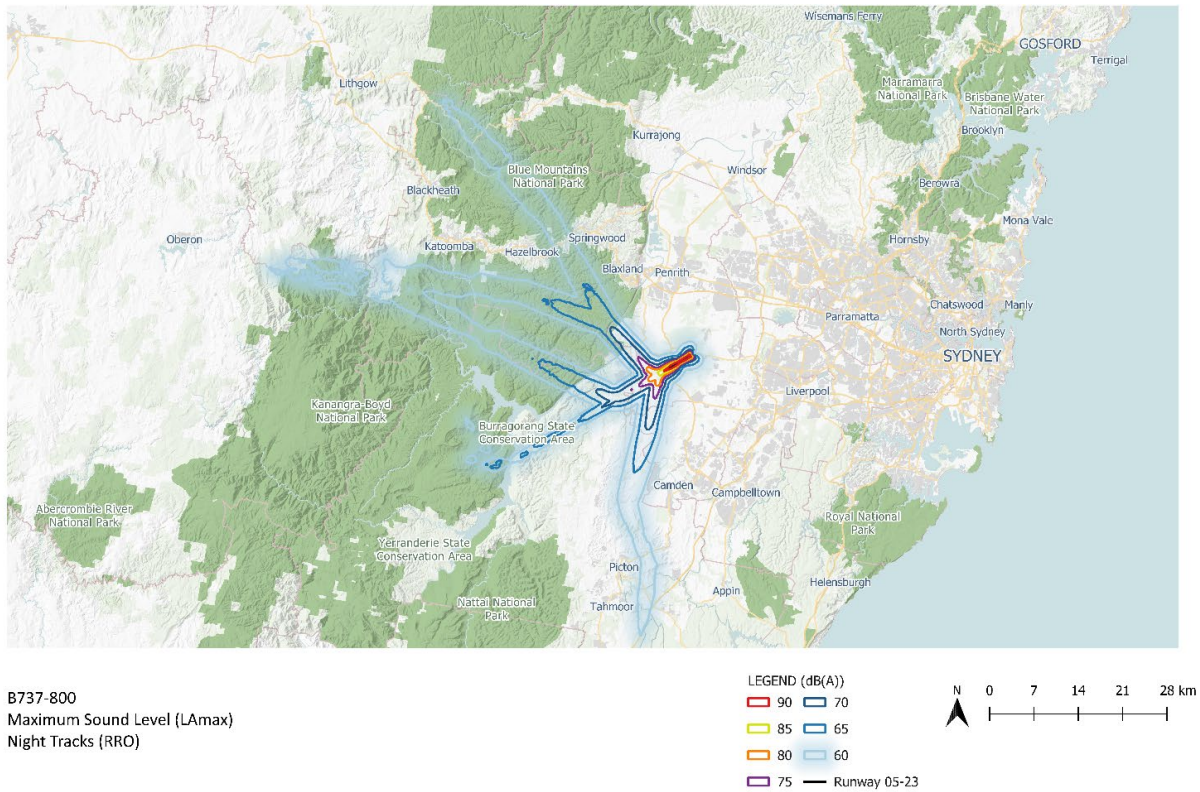 Wisemans Ferry
GOSFORD
Terrigal
Lithgow
Marramarra
National Park
Brisbane Water
National Park
Kurrajong
Brooklyn
Blue Mountains
National Park
Windsor
Blackheath
Berowra
Mona Vale
Oberon
Katoomba
Hazelbrook
Springwood
Hornsby
Blaxland
Penrith
Chatswood
Manly
Parramatta
North Sydney
SYDNEY
Liverpool
Kanangra-Boyd
National Park
Burragorang State
Conservation Area
Camden
Campbelltown
Abercrombie River
National Park
Royal National
Park
Yerranderie State
Conservation Area
Picton
Helensburgh
Appin
Nattai National
Park
Tahmoor
B737-800
Maximum Sound Level (LAmax)
Night Tracks (RRO)
LEGEND (dB(A))
90 70
85 65
80 60
75 Runway 05-23
N
0 7 14 21 28 km